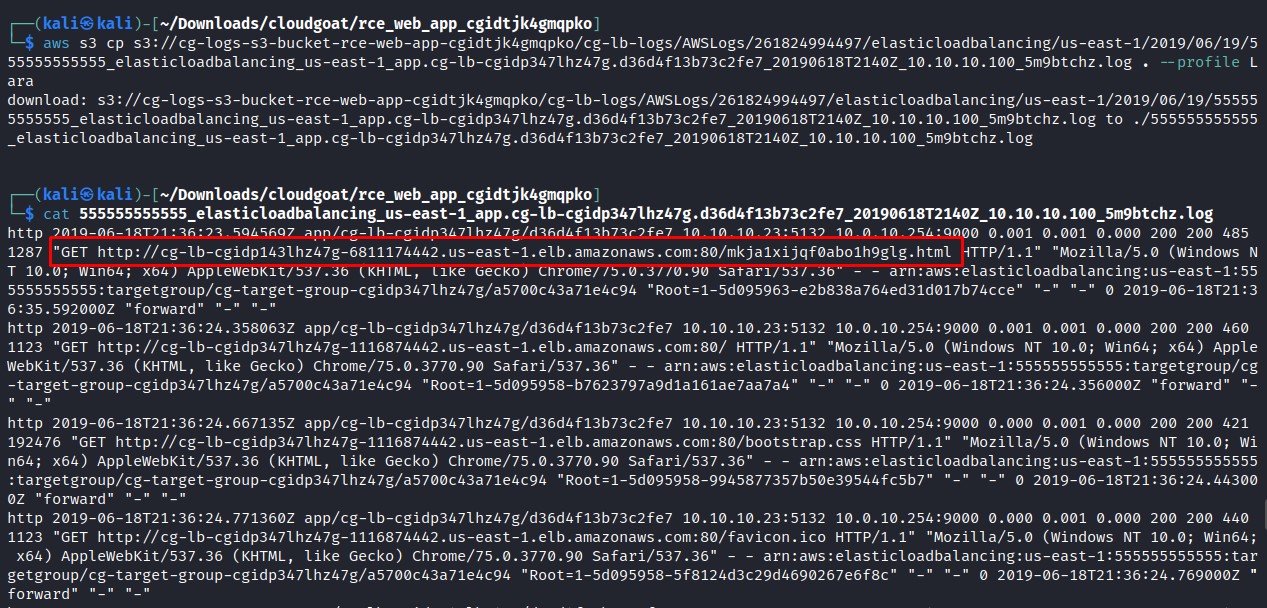 ┌──(kali㉿kali)-[~/Downloads/cloudgoat/rce_web_app_cgidtjk4gmqpko]
└─$ aws s3 cp s3://cg-logs-s3-bucket-rce-web-app-cgidtjk4gmqpko/cg-lb-logs/AWSLogs/261824994497/elasticloadbalancing/us-east-1/2019/06/19/5
55555555555_elasticloadbalancing_us-east-1_app.cg-lb-cgidp347lhz47g.d36d4f13b73c2fe7_20190618T2140Z_10.10.10.100_5m9btchz.log . --profile L
ara
download: s3://cg-logs-s3-bucket-rce-web-app-cgidtjk4gmqpko/cg-lb-logs/AWSLogs/261824994497/elasticloadbalancing/us-east-1/2019/06/19/55555
5555555_elasticloadbalancing_us-east-1_app.cg-lb-cgidp347lhz47g.d36d4f13b73c2fe7_20190618T2140Z_10.10.10.100_5m9btchz.log to ./555555555555
_elasticloadbalancing_us-east-1_app.cg-lb-cgidp347lhz47g.d36d4f13b73c2fe7_20190618T2140Z_10.10.10.100_5m9btchz.log
┌──(kali㉿kali)-[~/Downloads/cloudgoat/rce_web_app_cgidtjk4gmqpko]
└─$ cat 555555555555_elasticloadbalancing_us-east-1_app.cg-lb-cgidp347lhz47g.d36d4f13b73c2fe7_20190618T2140Z_10.10.10.100_5m9btchz.log
http 2019-06-18T21:36:23.594569Z app/cg-lb-cgidp347lhz47g/d36d4f13b73c2fe7 10.10.10.23:5132 10.0.10.254:9000 0.001 0.001 0.000 200 200 485
1287 "GET http://cg-lb-cgidp143lhz47g-6811174442.us-east-1.elb.amazonaws.com:80/mkja1xijqf0abo1h9glg.html HTTP/1.1" "Mozilla/5.0 (Windows N
T 10.0; Win64; x64) AppleWebKit/537.36 (KHTML, like Gecko) Chrome/75.0.3770.90 Safari/537.36" - - arn:aws:elasticloadbalancing:us-east-1:55
5555555555:targetgroup/cg-target-group-cgidp347lhz47g/a5700c43a71e4c94 "Root=1-5d095963-e2b838a764ed31d017b74cce" "-" "-" 0 2019-06-18T21:3
6:35.592000Z "forward" "-" "-"
http 2019-06-18T21:36:24.358063Z app/cg-lb-cgidp347lhz47g/d36d4f13b73c2fe7 10.10.10.23:5132 10.0.10.254:9000 0.001 0.001 0.000 200 200 460
1123 "GET http://cg-lb-cgidp347lhz47g-1116874442.us-east-1.elb.amazonaws.com:80/ HTTP/1.1" "Mozilla/5.0 (Windows NT 10.0; Win64; x64) Apple
WebKit/537.36 (KHTML, like Gecko) Chrome/75.0.3770.90 Safari/537.36" - - arn:aws:elasticloadbalancing:us-east-1:555555555555:targetgroup/cg
-target-group-cgidp347lhz47g/a5700c43a71e4c94 "Root=1-5d095958-b7623797a9d1a161ae7aa7a4" "-" "-" 0 2019-06-18T21:36:24.356000Z "forward" "-
" "-"
http 2019-06-18T21:36:24.667135Z app/cg-lb-cgidp347lhz47g/d36d4f13b73c2fe7 10.10.10.23:5132 10.0.10.254:9000 0.000 0.001 0.000 200 200 421
192476 "GET http://cg-lb-cgidp347lhz47g-1116874442.us-east-1.elb.amazonaws.com:80/bootstrap.css HTTP/1.1" "Mozilla/5.0 (Windows NT 10.0; Wi
n64; x64) AppleWebKit/537.36 (KHTML, like Gecko) Chrome/75.0.3770.90 Safari/537.36" - - arn:aws:elasticloadbalancing:us-east-1:555555555555
:targetgroup/cg-target-group-cgidp347lhz47g/a5700c43a71e4c94 "Root=1-5d095958-9945877357b50e39544fc5b7" "-" "-" 0 2019-06-18T21:36:24.44300
0Z "forward" "-" "-"
http 2019-06-18T21:36:24.771360Z app/cg-lb-cgidp347lhz47g/d36d4f13b73c2fe7 10.10.10.23:5132 10.0.10.254:9000 0.000 0.001 0.000 200 200 440
1123 "GET http://cg-lb-cgidp347lhz47g-1116874442.us-east-1.elb.amazonaws.com:80/favicon.ico HTTP/1.1" "Mozilla/5.0 (Windows NT 10.0; Win64;
x64) AppleWebKit/537.36 (KHTML, like Gecko) Chrome/75.0.3770.90 Safari/537.36" - - arn:aws:elasticloadbalancing:us-east-1:555555555555:tar
getgroup/cg-target-group-cgidp347lhz47g/a5700c43a71e4c94 "Root=1-5d095958-5f8124d3c29d4690267e6f8c" "-" "-" 0 2019-06-18T21:36:24.769000Z "
forward" "-" "-"